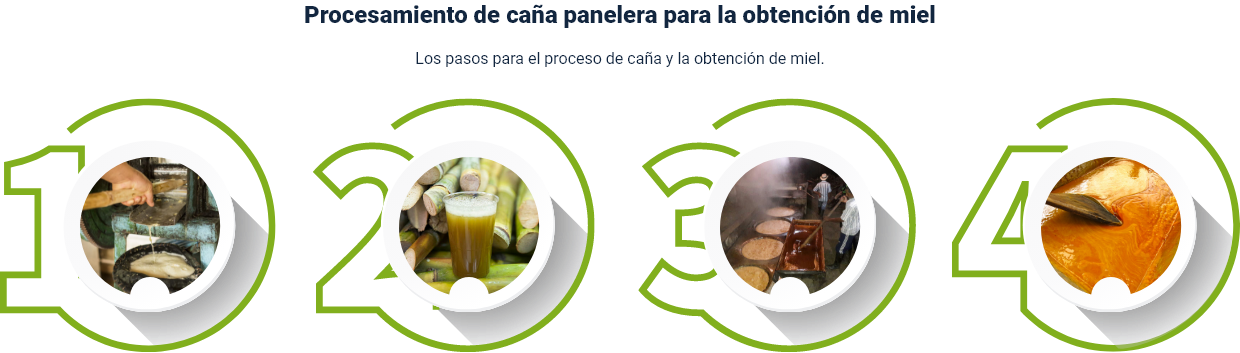 Procesamiento de caña panelera para la obtención de miel
Los pasos para el proceso de caña y la obtención de miel.
1 2 3 4